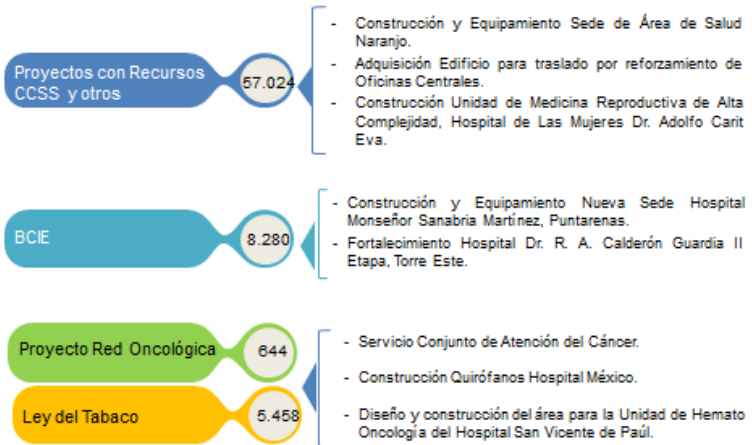 Proyectos con Recursos
CCSS y otros
57.024
- Construcción y Equipamiento Sede de Área de Salud
Naranjo.
- Adquisición Edificio para traslado por reforzamiento de
Oficinas Centrales.
- Construcción Unidad de Medicina Reproductiva de Alta
Complejidad, Hospital de Las Mujeres Dr. Adolfo Carit
Eva.
BCIE
8.280
- Construcción y Equipamiento Nueva Sede Hospital
Monseñor Sanabria Martínez, Puntarenas.
- Fortalecimiento Hospital Dr. R. A. Calderón Guardia II
Etapa, Torre Este.
Proyecto Red Oncológica
644
Ley del Tabaco
5.458
- Servicio Conjunto de Atención del Cáncer.
- Construcción Quirófanos Hospital México.
- Diseño y construcción del área para la Unidad de Hemato
Oncología del Hospital San Vicente de Paúl.